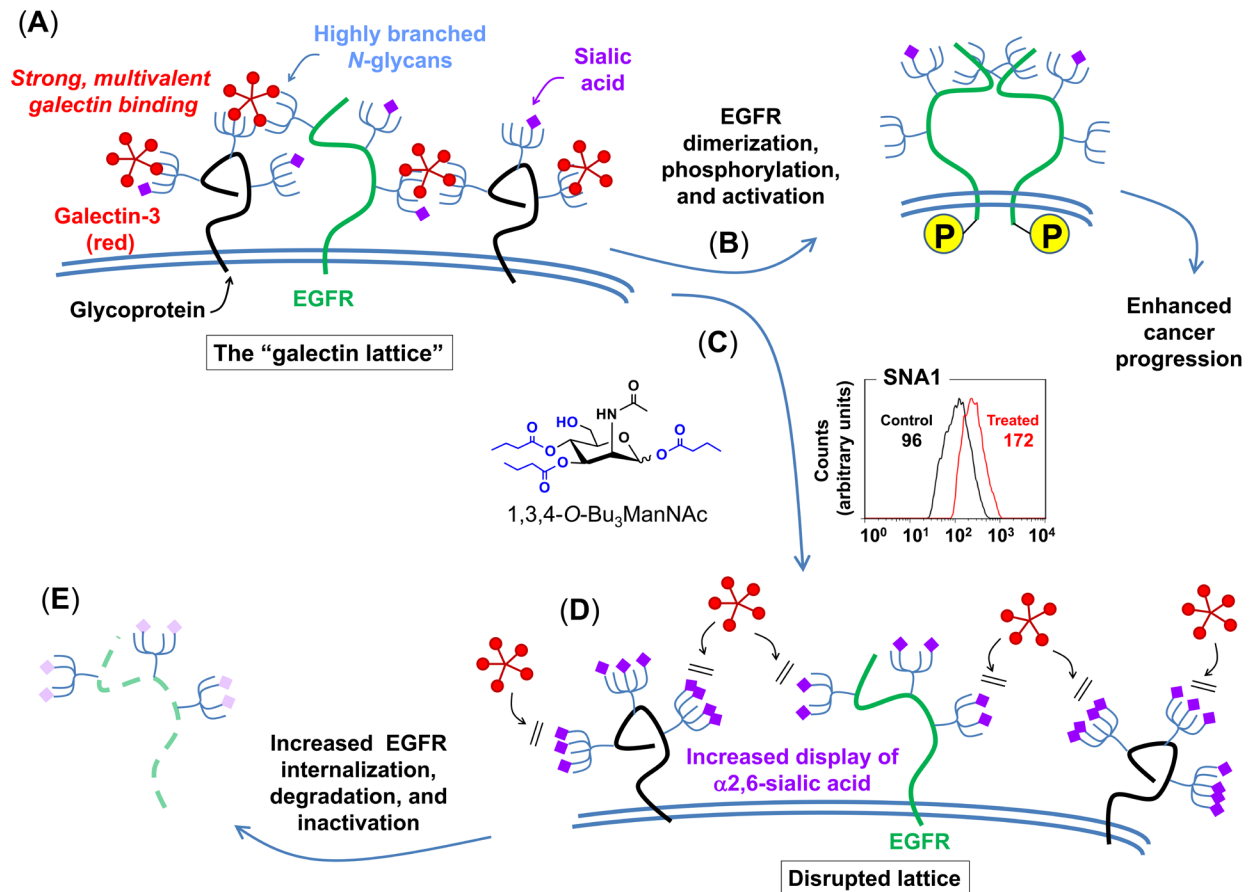 (A)
Highly branched
N-glycans
Sialic
acid
Strong, multivalent
galectin binding
Galectin-3
(red)
Glycoprotein
EGFR
The “galectin lattice”
EGFR
dimerization,
phosphorylation,
and activation
(B)
P
P
Enhanced
cancer
progression
(C)
HO
NH
O
O
O
O
O
O
O
O
1,3,4-O-Bu₃ManNAc
SNA1
Control
96
Treated
172
Counts
(arbitrary units)
10⁰ 10¹ 10² 10³ 10⁴
(D)
Increased display of
α2,6-sialic acid
EGFR
Disrupted lattice
(E)
Increased EGFR
internalization,
degradation, and
inactivation